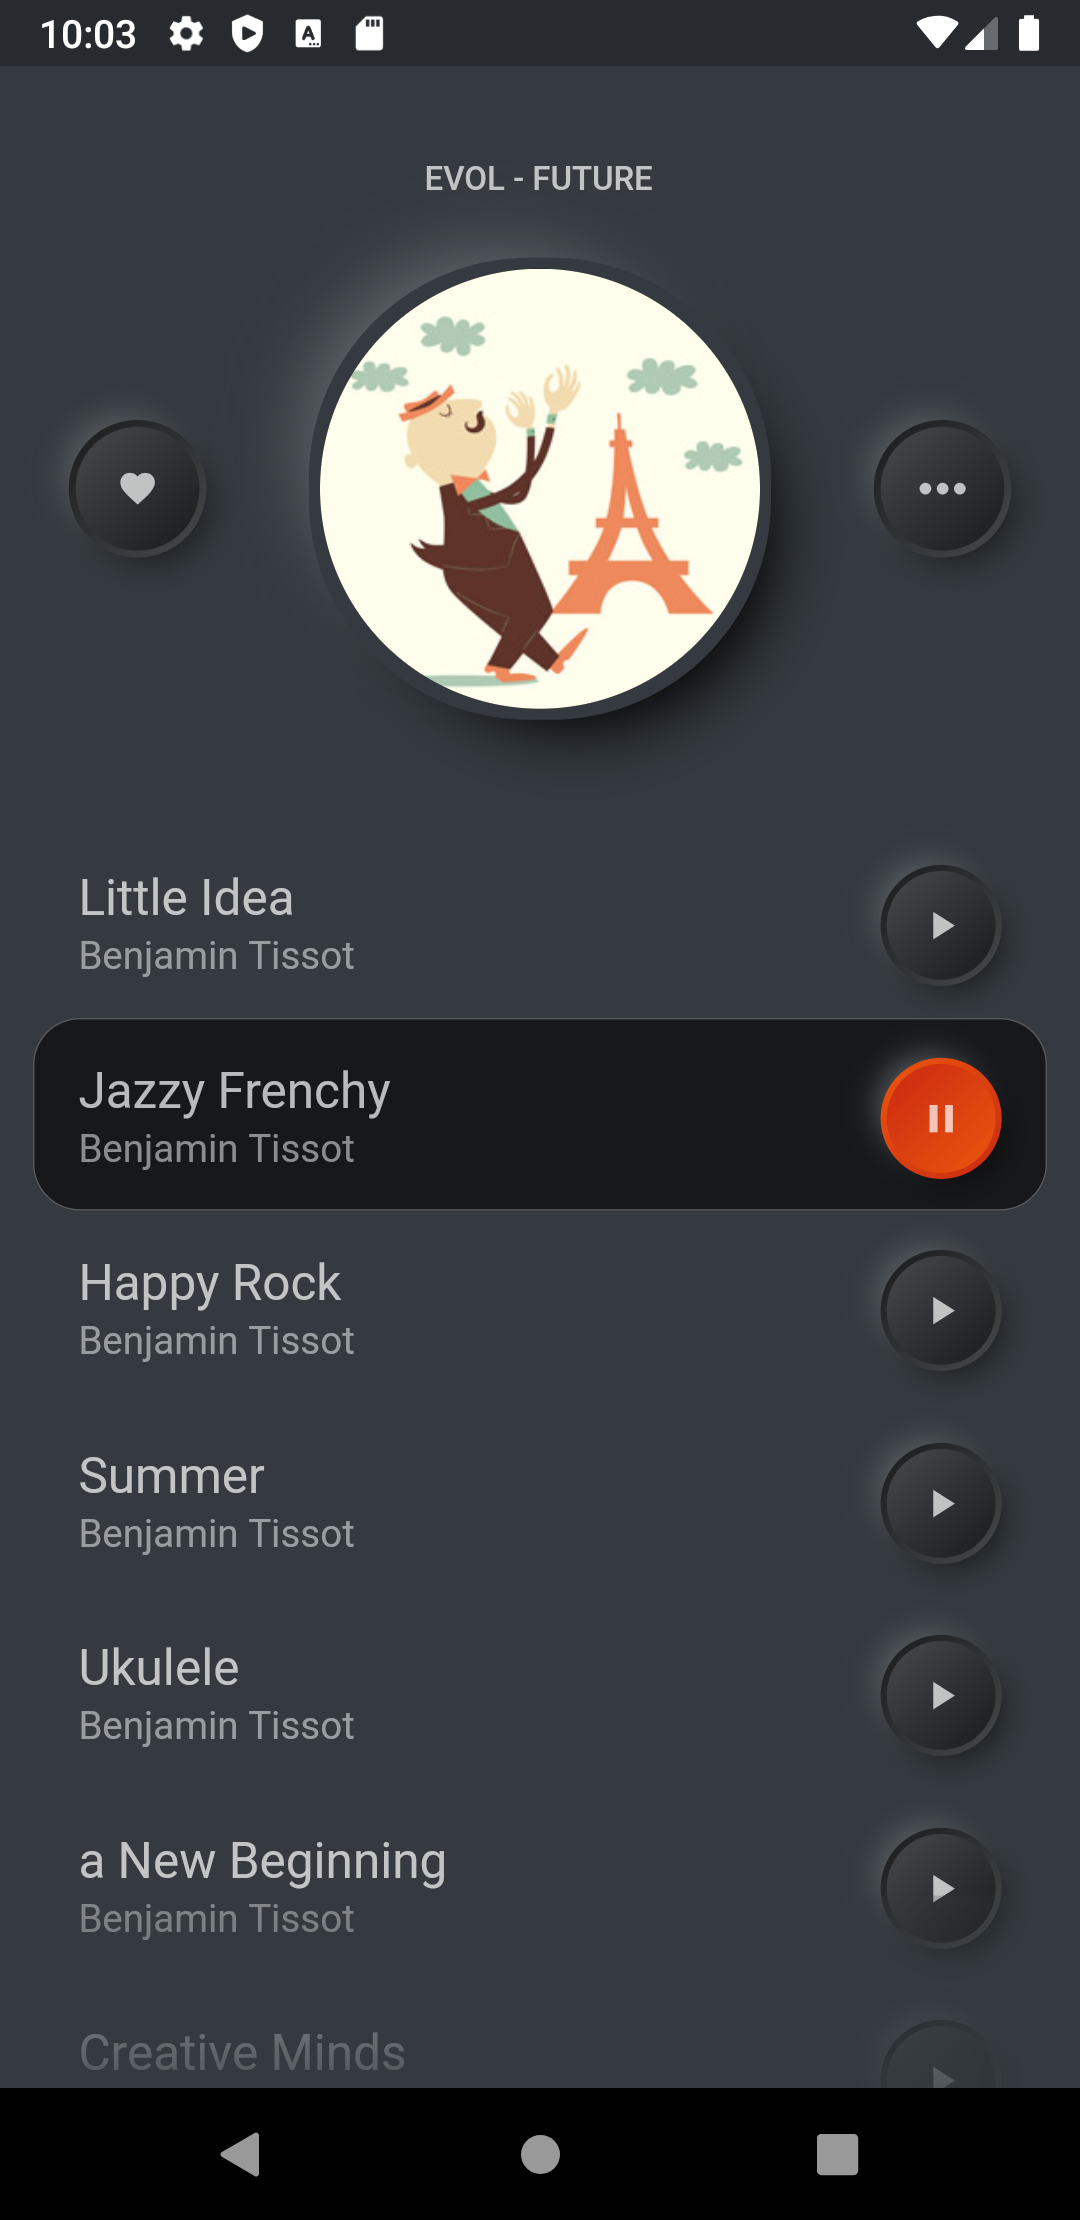 10:03
EVOL - FUTURE
Little Idea
Benjamin Tissot
Jazzy Frenchy
Benjamin Tissot
Happy Rock
Benjamin Tissot
Summer
Benjamin Tissot
Ukulele
Benjamin Tissot
a New Beginning
Benjamin Tissot
Creative Minds